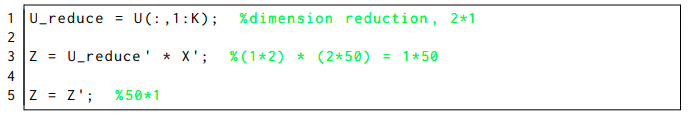 1 U_reduce = U(:,1:K);  %dimension reduction, 2*1
2
3 Z = U_reduce' * X';  %(1*2) * (2*50) = 1*50
4
5 Z = Z';  %50*1